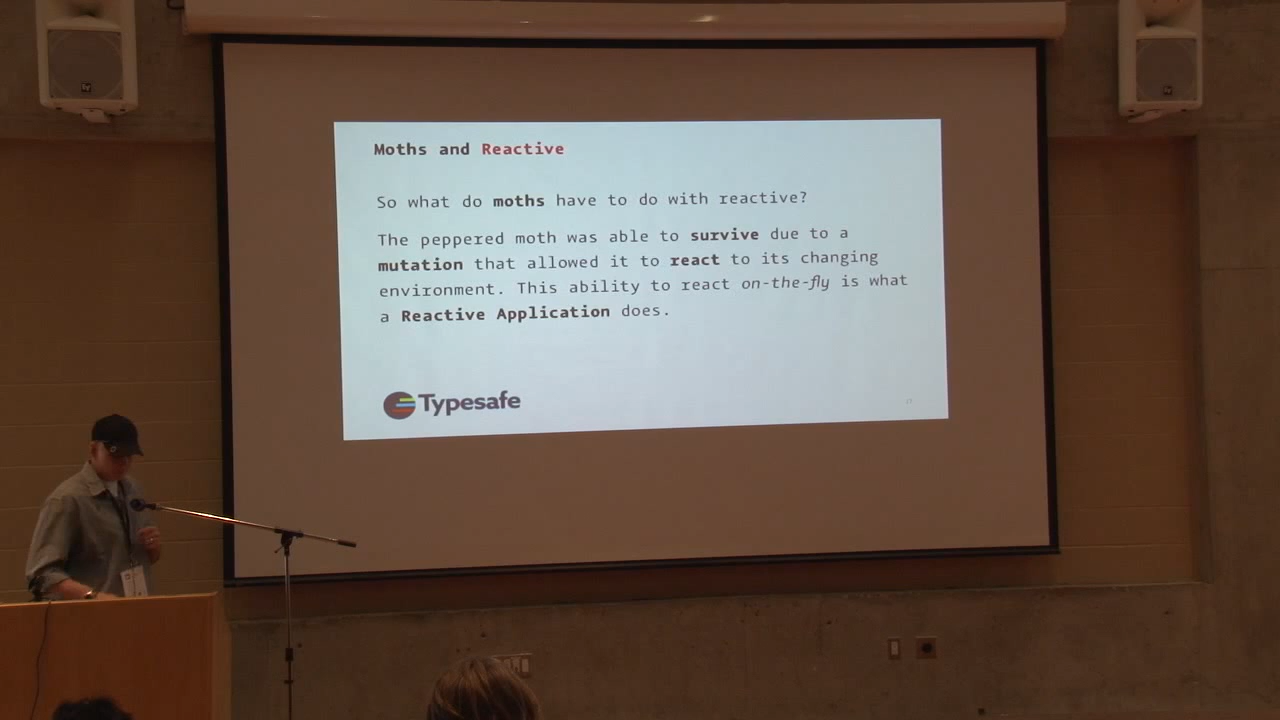 Moths and Reactive
So what do moths have to do with reactive?
The peppered moth was able to survive due to a
mutation that allowed it to react to its changing
environment. This ability to react on-the-fly is what
a Reactive Application does.
Typesafe